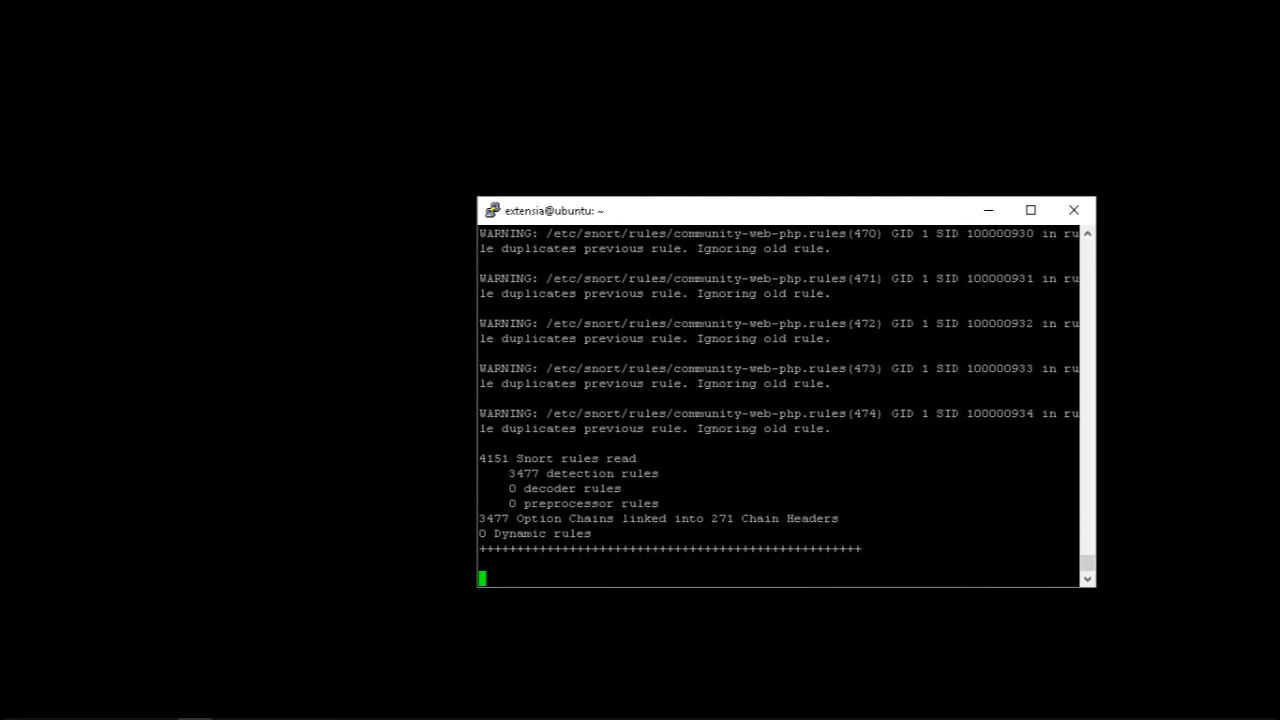 extensia@ubuntu: ~
WARNING: /etc/snort/rules/community-web-php.rules(470) GID 1 SID 100000930 in ru
le duplicates previous rule. Ignoring old rule.
WARNING: /etc/snort/rules/community-web-php.rules(471) GID 1 SID 100000931 in ru
le duplicates previous rule. Ignoring old rule.
WARNING: /etc/snort/rules/community-web-php.rules(472) GID 1 SID 100000932 in ru
le duplicates previous rule. Ignoring old rule.
WARNING: /etc/snort/rules/community-web-php.rules(473) GID 1 SID 100000933 in ru
le duplicates previous rule. Ignoring old rule.
WARNING: /etc/snort/rules/community-web-php.rules(474) GID 1 SID 100000934 in ru
le duplicates previous rule. Ignoring old rule.
4151 Snort rules read
3477 detection rules
0 decoder rules
0 preprocessor rules
3477 Option Chains linked into 271 Chain Headers
0 Dynamic rules
+++++++++++++++++++++++++++++++++++++++++++++++++++